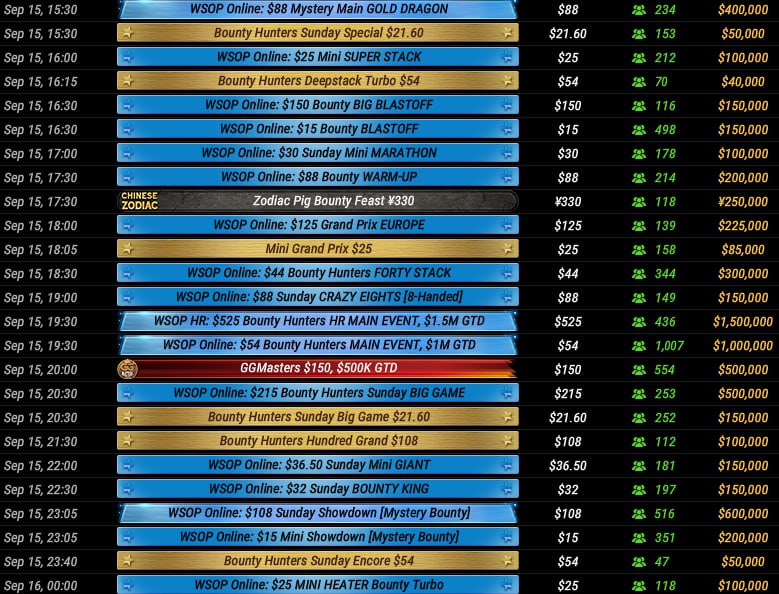 Sep 15, 15:30 WSOP Online: $88 Mystery Main GOLD DRAGON $88 234 $400,000
Sep 15, 15:30 Bounty Hunters Sunday Special $21.60 $21.60 153 $50,000
Sep 15, 16:00 WSOP Online: $25 Mini SUPER STACK $25 212 $100,000
Sep 15, 16:15 Bounty Hunters Deepstack Turbo $54 $54 70 $40,000
Sep 15, 16:30 WSOP Online: $150 Bounty BIG BLASTOFF $150 116 $150,000
Sep 15, 16:30 WSOP Online: $15 Bounty BLASTOFF $15 498 $150,000
Sep 15, 17:00 WSOP Online: $30 Sunday Mini MARATHON $30 178 $100,000
Sep 15, 17:30 WSOP Online: $88 Bounty WARM-UP $88 214 $200,000
Sep 15, 17:30 CHINESE ZODIAC Zodiac Pig Bounty Feast ¥330 ¥330 118 ¥250,000
Sep 15, 18:00 WSOP Online: $125 Grand Prix EUROPE $125 139 $225,000
Sep 15, 18:05 Mini Grand Prix $25 $25 158 $85,000
Sep 15, 18:30 WSOP Online: $44 Bounty Hunters FORTY STACK $44 344 $300,000
Sep 15, 19:00 WSOP Online: $88 Sunday CRAZY EIGHTS [8-Handed] $88 149 $150,000
Sep 15, 19:30 WSOP HR: $525 Bounty Hunters HR MAIN EVENT, $1.5M GTD $525 436 $1,500,000
Sep 15, 19:30 WSOP Online: $54 Bounty Hunters MAIN EVENT, $1M GTD $54 1,007 $1,000,000
Sep 15, 20:00 GGMasters $150, $500K GTD $150 554 $500,000
Sep 15, 20:30 WSOP Online: $215 Bounty Hunters Sunday BIG GAME $215 253 $500,000
Sep 15, 20:30 Bounty Hunters Sunday Big Game $21.60 $21.60 252 $150,000
Sep 15, 21:30 Bounty Hunters Hundred Grand $108 $108 112 $100,000
Sep 15, 22:00 WSOP Online: $36.50 Sunday Mini GIANT $36.50 181 $150,000
Sep 15, 22:30 WSOP Online: $32 Sunday BOUNTY KING $32 197 $150,000
Sep 15, 23:05 WSOP Online: $108 Sunday Showdown [Mystery Bounty] $108 516 $600,000
Sep 15, 23:05 WSOP Online: $15 Mini Showdown [Mystery Bounty] $15 351 $200,000
Sep 15, 23:40 Bounty Hunters Sunday Encore $54 $54 47 $50,000
Sep 16, 00:00 WSOP Online: $25 MINI HEATER Bounty Turbo $25 118 $100,000